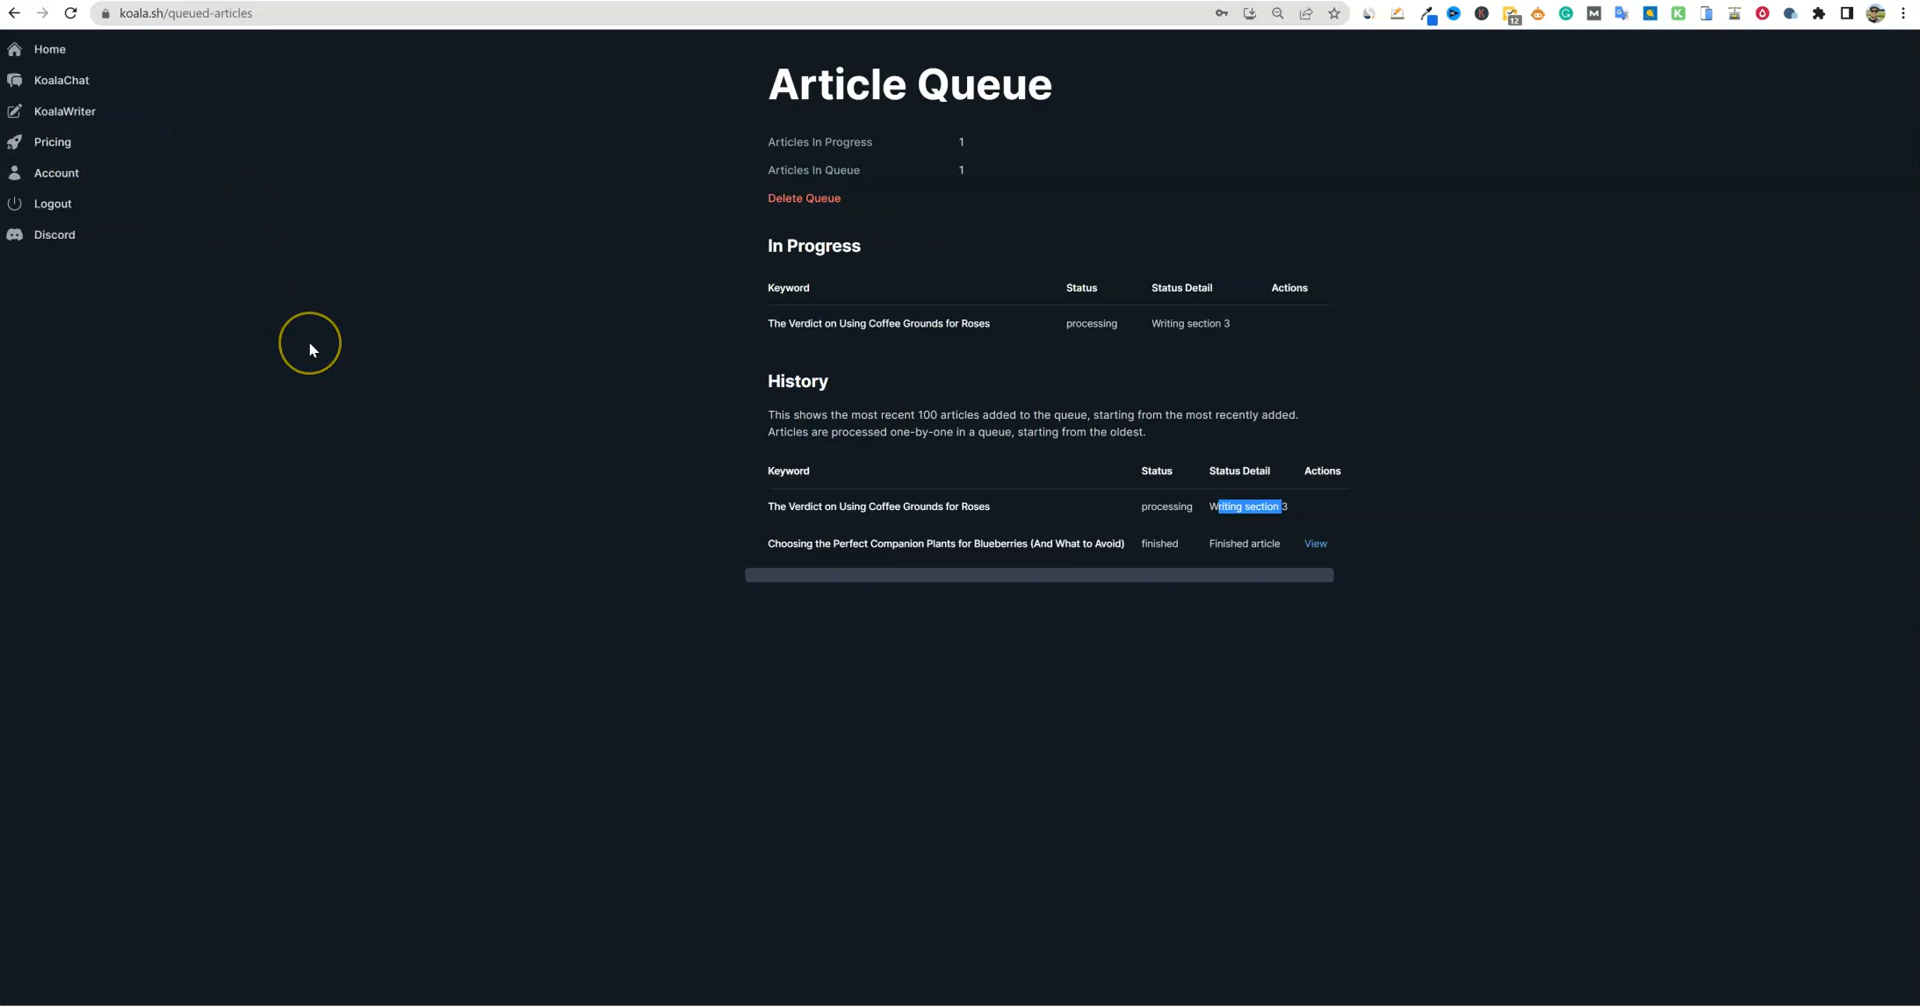 koala.sh/queued-articles
12
Home
KoalaChat
KoalaWriter
Pricing
Account
Logout
Discord
Article Queue
Articles In Progress 1
Articles In Queue 1
Delete Queue
In Progress
Keyword Status Status Detail Actions
The Verdict on Using Coffee Grounds for Roses processing Writing section 3
History
This shows the most recent 100 articles added to the queue, starting from the most recently added.
Articles are processed one-by-one in a queue, starting from the oldest.
Keyword Status Status Detail Actions
The Verdict on Using Coffee Grounds for Roses processing Writing section 3
Choosing the Perfect Companion Plants for Blueberries (And What to Avoid) finished Finished article View